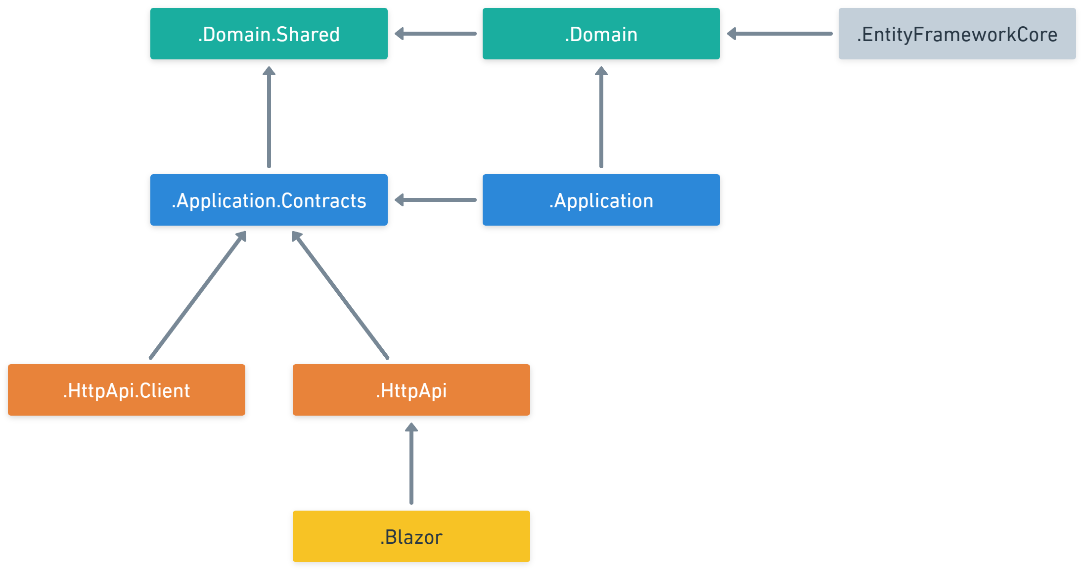 .Domain.Shared
.Domain
.EntityFrameworkCore
.Application.Contracts
.Application
.HttpApi.Client
.HttpApi
.Blazor